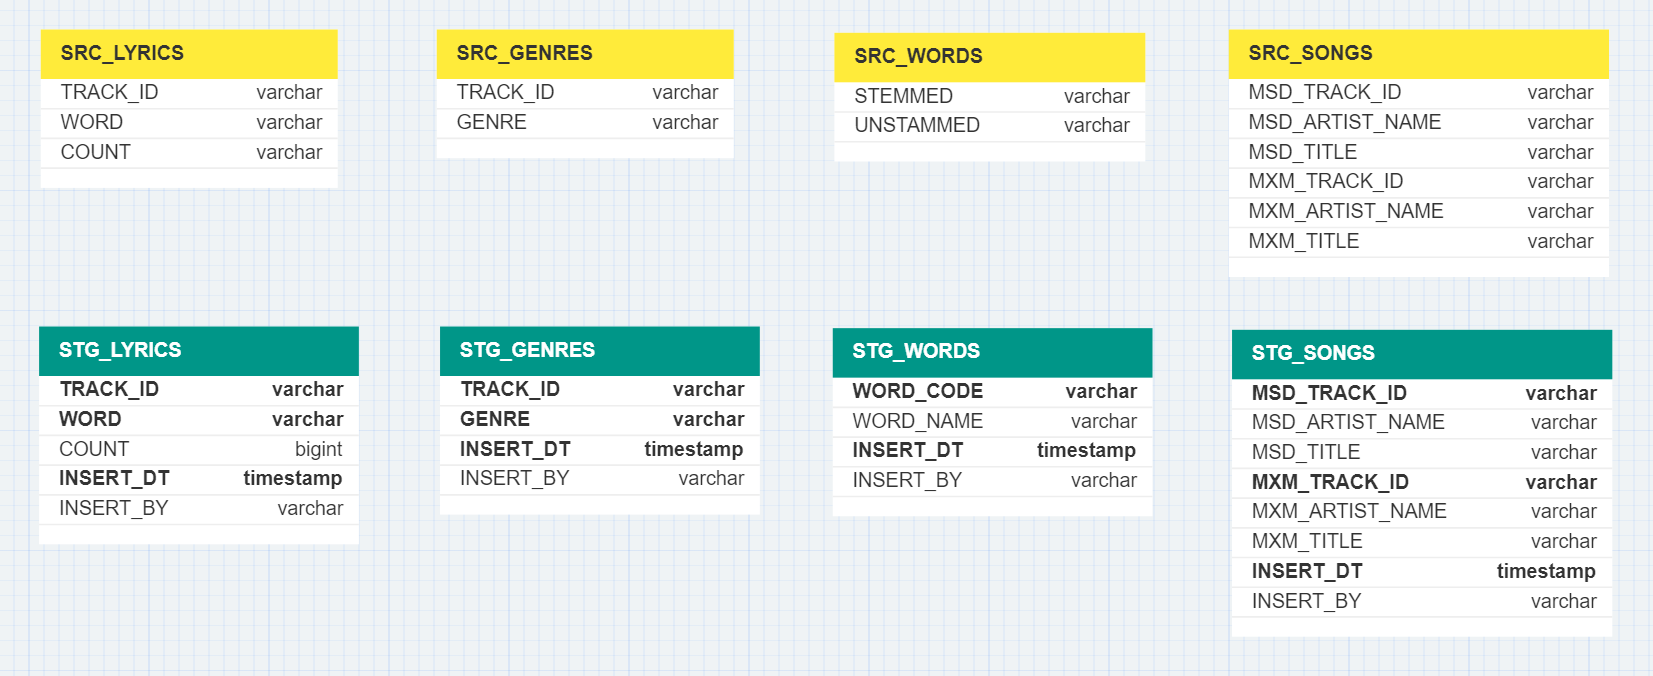 SRC_LYRICS
TRACK_ID varchar
WORD varchar
COUNT varchar
SRC_GENRES
TRACK_ID varchar
GENRE varchar
SRC_WORDS
STEMMED varchar
UNSTAMMED varchar
SRC_SONGS
MSD_TRACK_ID varchar
MSD_ARTIST_NAME varchar
MSD_TITLE varchar
MXM_TRACK_ID varchar
MXM_ARTIST_NAME varchar
MXM_TITLE varchar
STG_LYRICS
TRACK_ID varchar
WORD varchar
COUNT bigint
INSERT_DT timestamp
INSERT_BY varchar
STG_GENRES
TRACK_ID varchar
GENRE varchar
INSERT_DT timestamp
INSERT_BY varchar
STG_WORDS
WORD_CODE varchar
WORD_NAME varchar
INSERT_DT timestamp
INSERT_BY varchar
STG_SONGS
MSD_TRACK_ID varchar
MSD_ARTIST_NAME varchar
MSD_TITLE varchar
MXM_TRACK_ID varchar
MXM_ARTIST_NAME varchar
MXM_TITLE varchar
INSERT_DT timestamp
INSERT_BY varchar